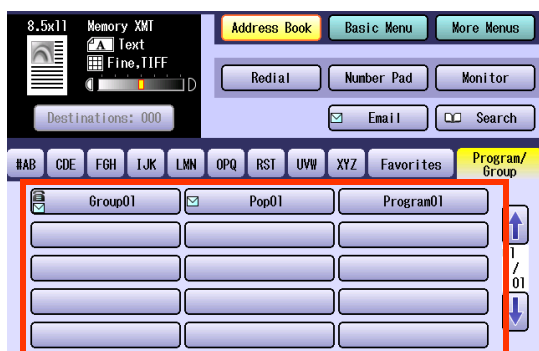 8.5x11 Memory XMT
A Text
Fine,TIFF
D
Destinations: 000
Address Book Basic Menu More Menus
Redial Number Pad Monitor
Email Search
#AB CDE FGH IJK LMN OPQ RST UVW XYZ Favorites Program/
Group
Group01 Pop01 Program01
/
01